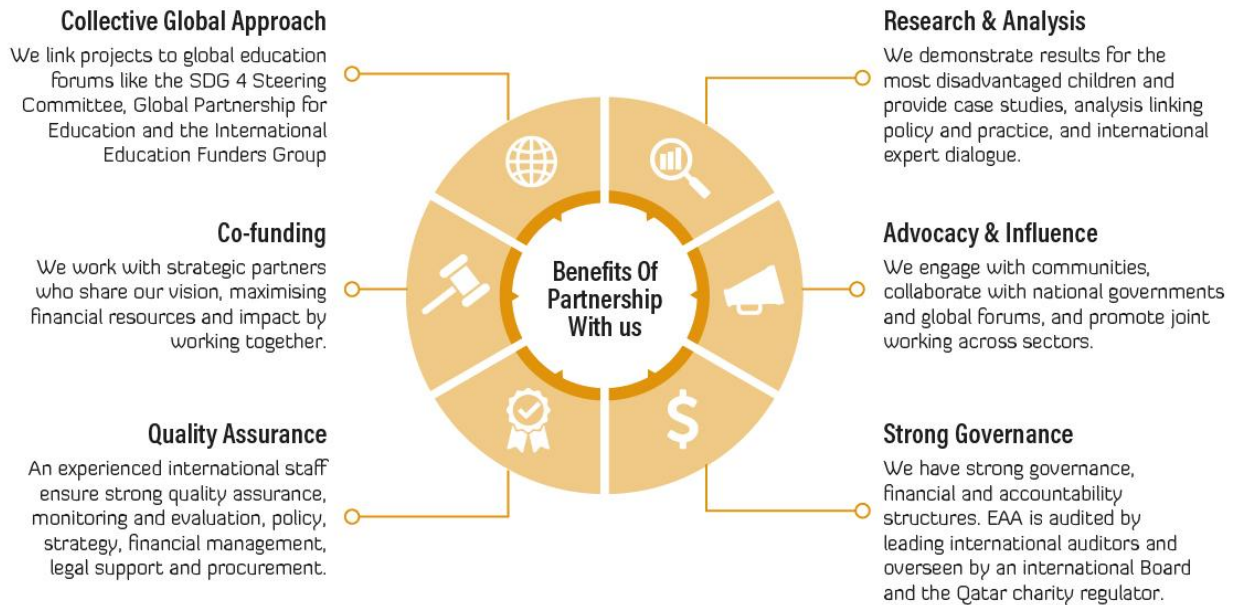 Collective Global Approach
We link projects to global education
forums like the SDG 4 Steering
Committee, Global Partnership for
Education and the International
Education Funders Group
Co-funding
We work with strategic partners
who share our vision, maximising
financial resources and impact by
working together.
Quality Assurance
An experienced international staff
ensure strong quality assurance,
monitoring and evaluation, policy,
strategy, financial management,
legal support and procurement.
Benefits Of
Partnership
With us
$
Research & Analysis
We demonstrate results for the
most disadvantaged children and
provide case studies, analysis linking
policy and practice, and international
expert dialogue.
Advocacy & Influence
We engage with communities,
collaborate with national governments
and global forums, and promote joint
working across sectors.
Strong Governance
We have strong governance,
financial and accountability
structures. EAA is audited by
leading international auditors and
overseen by an international Board
and the Qatar charity regulator.